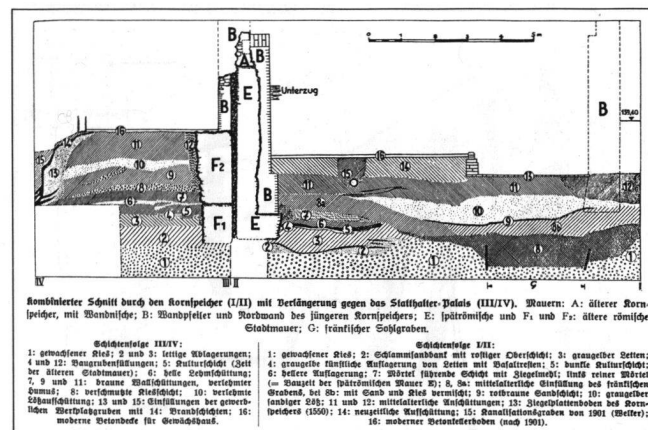 B
B
A
E
B
Unterzug
B
139,60
F2
F1
E
B
G
IV
III
II
I
Kombinierter Schnitt durch den Kornspeicher (I/II) mit Verlängerung gegen das Statthalter-Palais (III/IV). Mauern: A: älterer Korn-
speicher, mit Wandnische; B: Wandpfeiler und Nordwand des jüngeren Kornspeichers; E: spätrömische und F₁ und F₂: ältere römische
Stadtmauer; G: fränkischer Sohlgraben.
Schichtenfolge III/IV:
1: gewachsener Kies; 2 und 3: lettige Ablagerungen;
4 und 12: Baugrubenfüllungen; 5: Kulturschicht (Zeit
der älteren Stadtmauer); 6: helle Lehmschüttung;
7, 9 und 11: braune Wallschüttungen, verlehmter
Humus; 8: verschmutzte Kiesschicht; 10: verlehmte
Lößaufschüttung; 13 und 15: Einfüllungen der gewerb-
lichen Werkplatzgruben mit 14: Brandschichten; 16:
moderne Betondecke für Gewächshaus.
Schichtenfolge I/II:
1: gewachsener Kies; 2: Schlammsandbank mit rostiger Oberschicht; 3: graugelber Letten;
4: graugelbe künstliche Auflagerung von Letten mit Basaltresten; 5: dunkle Kulturschicht;
6: hellere Auflagerung; 7: Mörtel führende Schicht mit Ziegelmehl; links reiner Mörtel
(= Bauzeit der spätrömischen Mauer E); 8, 8a: mittelalterliche Einfüllung des fränkischen
Grabens, bei 8b: mit Sand und Kies vermischt; 9: rotbraune Sandschicht; 10: graugelber
sandiger Löß; 11 und 12: mittelalterliche Anschüttungen; 13: Ziegelplattenboden des Korn-
speichers (1550); 14: neuzeitliche Aufschüttung; 15: Kanalisationsgraben von 1901 (Welter);
16: moderner Betonkellerboden (nach 1901).